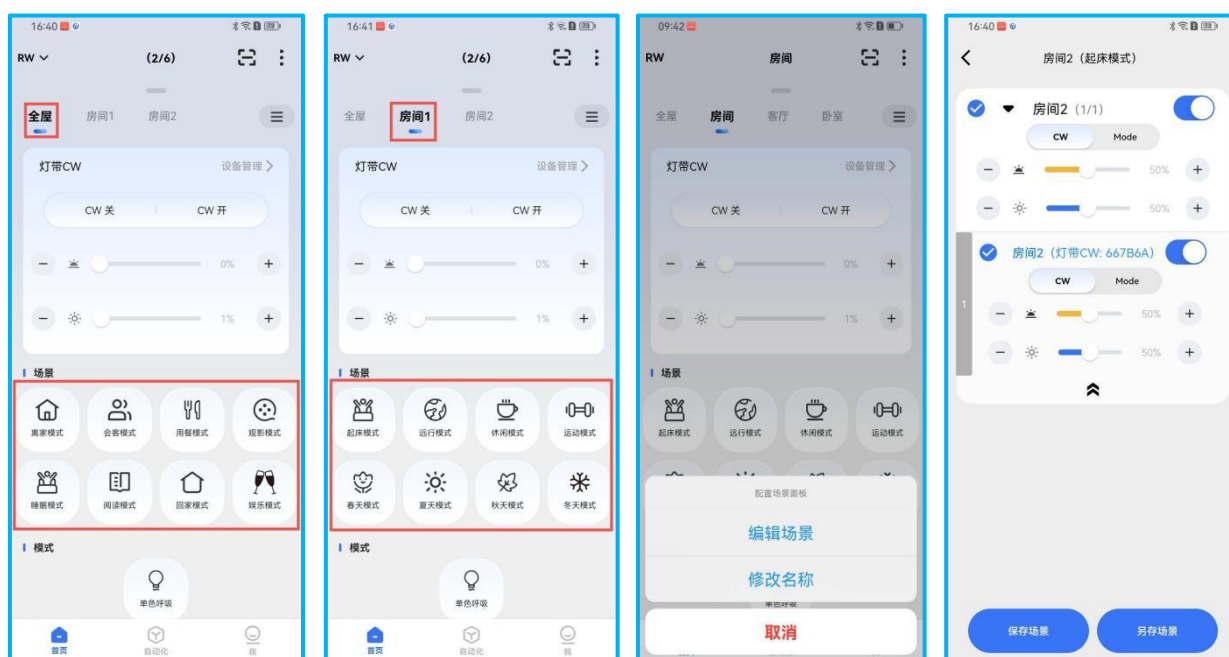 16:40
RW
(2/6)
全屋 房间1 房间2
灯带CW 设备管理
CW 关 CW 开
0%
1%
场景
离家模式 会客模式 用餐模式 观影模式
睡眠模式 阅读模式 回家模式 娱乐模式
模式
单色呼吸
首页 自动化 我
16:41
RW
(2/6)
全屋 房间1 房间2
灯带CW 设备管理
CW 关 CW 开
0%
1%
场景
起床模式 远行模式 休闲模式 运动模式
春天模式 夏天模式 秋天模式 冬天模式
模式
单色呼吸
首页 自动化 我
09:42
RW 房间
全屋 房间 客厅 卧室
灯带CW 设备管理
CW 关 CW 开
0%
1%
场景
起床模式 远行模式 休闲模式 运动模式
配置场景面板
编辑场景
修改名称
单色呼吸
取消
16:40
房间2（起床模式）
房间2（1/1）
CW Mode
50%
50%
1
房间2（灯带CW: 667B6A）
CW Mode
50%
50%
保存场景 另存场景